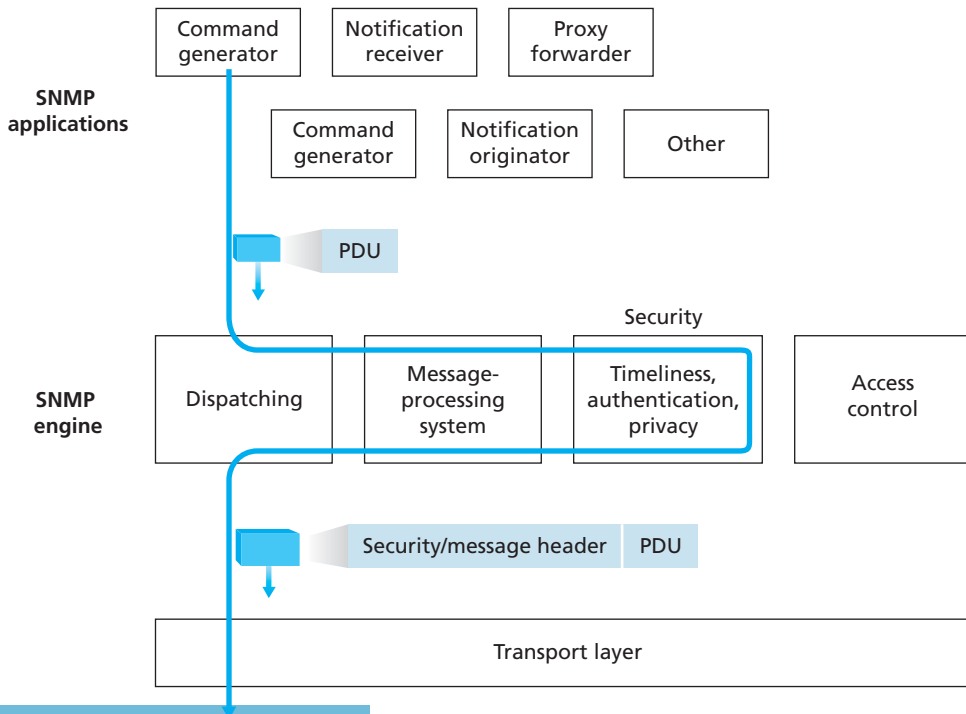 Command
generator
Notification
receiver
Proxy
forwarder
SNMP
applications
Command
generator
Notification
originator
Other
PDU
Security
SNMP
engine
Dispatching
Message-
processing
system
Timeliness,
authentication,
privacy
Access
control
Security/message header
PDU
Transport layer